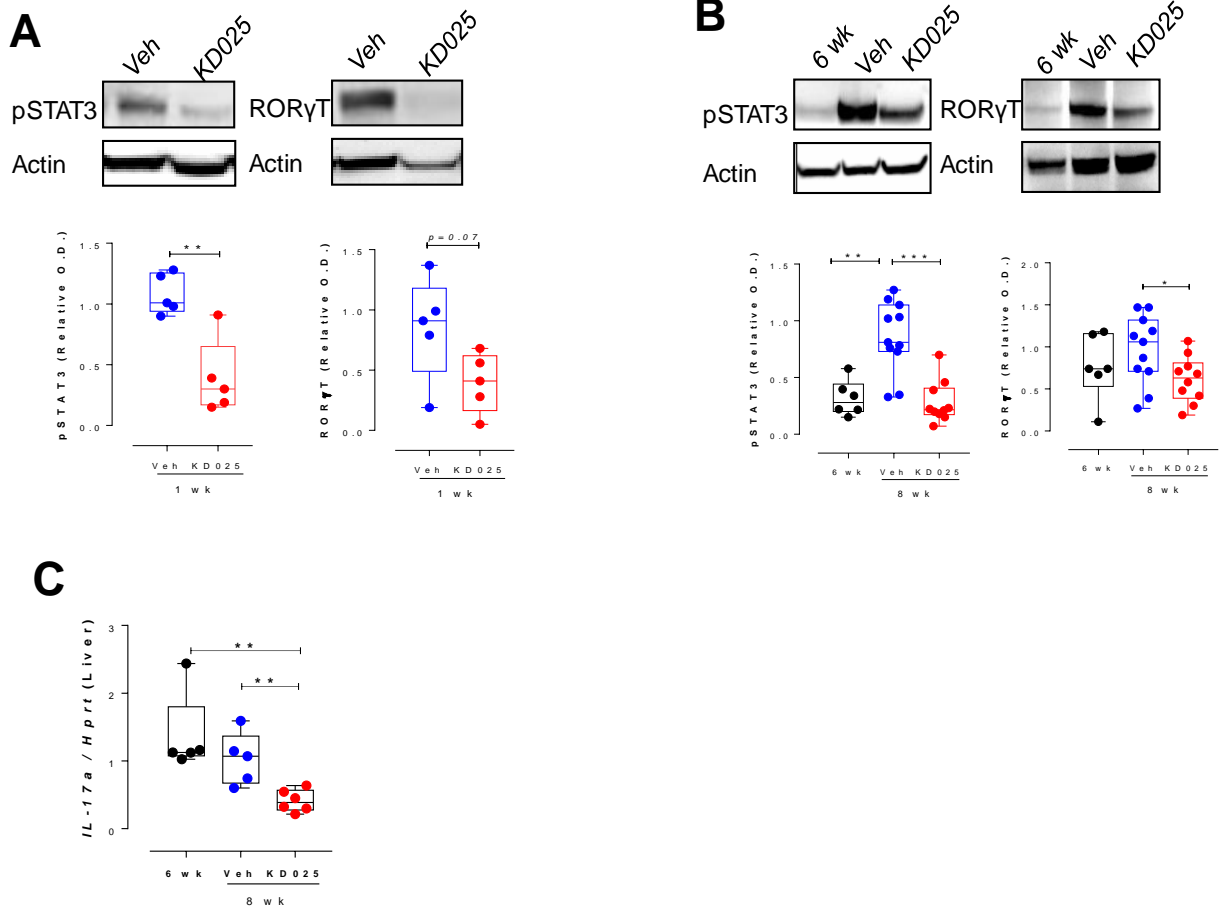 A
Veh KD025
pSTAT3
Actin
Veh KD025
RORγT
Actin
pSTAT3 (Relative O.D.)
1.5
1.0
0.5
0.0
**
Veh KD025
1 wk
RORγT (Relative O.D.)
1.5
1.0
0.5
0.0
p=0.07
Veh KD025
1 wk
B
6 wk Veh KD025
pSTAT3
Actin
6 wk Veh KD025
RORγT
Actin
pSTAT3 (Relative O.D.)
1.5
1.0
0.5
0.0
** ***
6 wk Veh KD025
8 wk
RORγT (Relative O.D.)
2.0
1.5
1.0
0.5
0.0
*
6 wk Veh KD025
8 wk
C
IL-17a / Hprt (Liver)
3
2
1
0
**
**
6 wk Veh KD025
8 wk